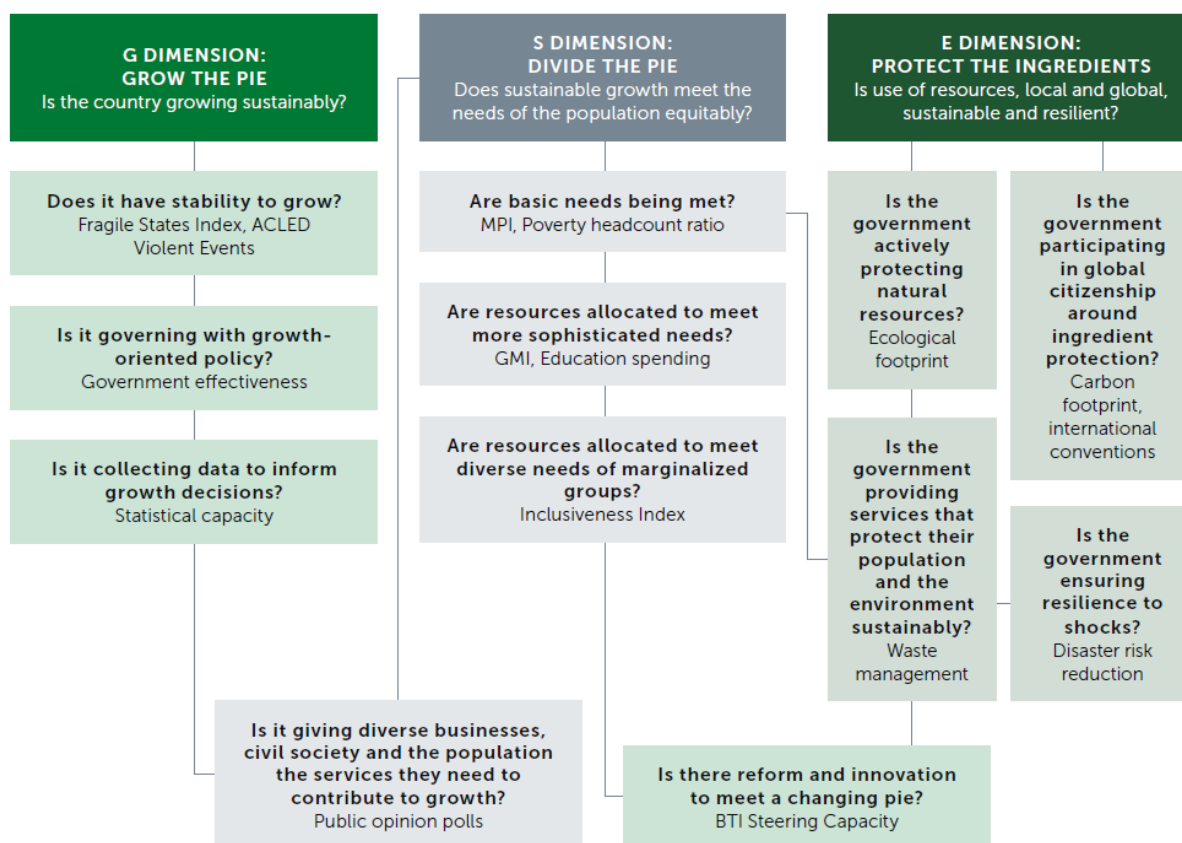 G DIMENSION:
GROW THE PIE
Is the country growing sustainably?
Does it have stability to grow?
Fragile States Index, ACLED
Violent Events
Is it governing with growth-
oriented policy?
Government effectiveness
Is it collecting data to inform
growth decisions?
Statistical capacity
S DIMENSION:
DIVIDE THE PIE
Does sustainable growth meet the
needs of the population equitably?
Are basic needs being met?
MPI, Poverty headcount ratio
Are resources allocated to meet
more sophisticated needs?
GMI, Education spending
Are resources allocated to meet
diverse needs of marginalized
groups?
Inclusiveness Index
E DIMENSION:
PROTECT THE INGREDIENTS
Is use of resources, local and global,
sustainable and resilient?
Is the
government
actively
protecting
natural
resources?
Ecological
footprint
Is the
government
participating
in global
citizenship
around
ingredient
protection?
Carbon
footprint,
international
conventions
Is the
government
providing
services that
protect their
population
and the
environment
sustainably?
Waste
management
Is the
government
ensuring
resilience to
shocks?
Disaster risk
reduction
Is it giving diverse businesses,
civil society and the population
the services they need to
contribute to growth?
Public opinion polls
Is there reform and innovation
to meet a changing pie?
BTI Steering Capacity